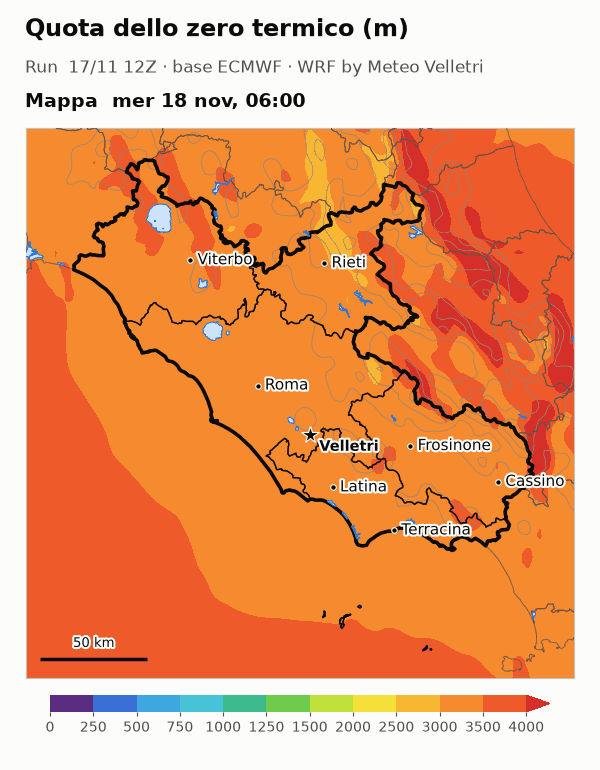 Quota dello zero termico (m)
Run  17/11 12Z · base ECMWF · WRF by Meteo Velletri
Mappa  mer 18 nov, 06:00
Viterbo
Rieti
Roma
Velletri
Frosinone
Latina
Cassino
Terracina
50 km
0 250 500 750 1000 1250 1500 2000 2500 3000 3500 4000